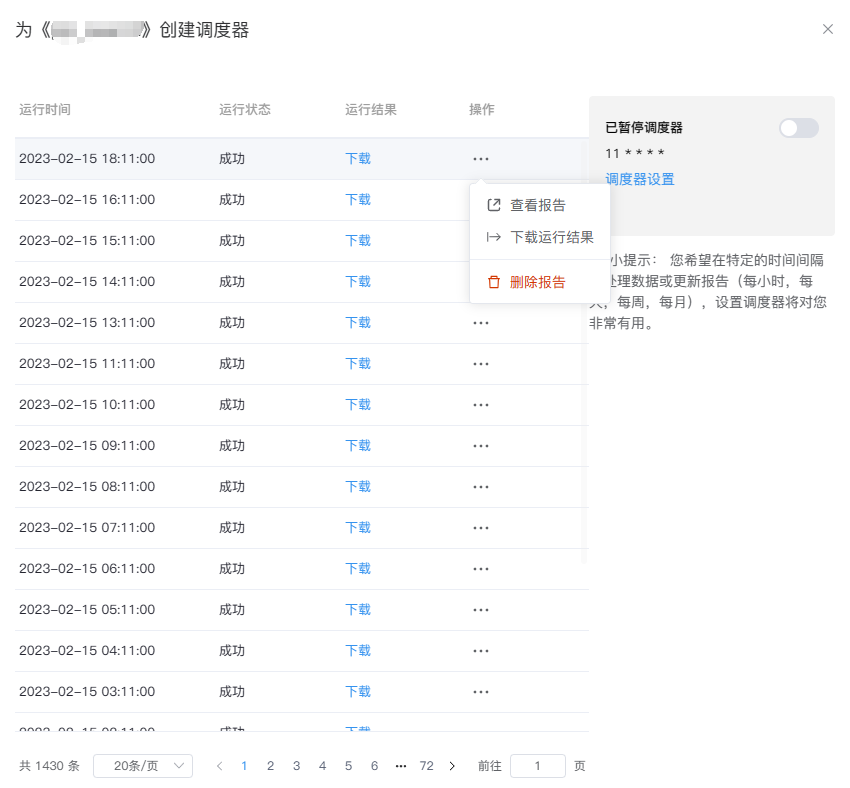 为《 》创建调度器
运行时间 运行状态 运行结果 操作
2023-02-15 18:11:00 成功 下载
2023-02-15 16:11:00 成功 下载
2023-02-15 15:11:00 成功 下载
2023-02-15 14:11:00 成功 下载
2023-02-15 13:11:00 成功 下载
2023-02-15 11:11:00 成功 下载
2023-02-15 10:11:00 成功 下载
2023-02-15 09:11:00 成功 下载
2023-02-15 08:11:00 成功 下载
2023-02-15 07:11:00 成功 下载
2023-02-15 06:11:00 成功 下载
2023-02-15 05:11:00 成功 下载
2023-02-15 04:11:00 成功 下载
2023-02-15 03:11:00 成功 下载
查看报告
下载运行结果
删除报告
已暂停调度器
11 * * * *
调度器设置
小提示： 您希望在特定的时间间隔
处理数据或更新报告（每小时，每
天，每周，每月），设置调度器将对您
非常有用。
共 1430 条 20条/页 1 2 3 4 5 6 ••• 72 前往 1 页